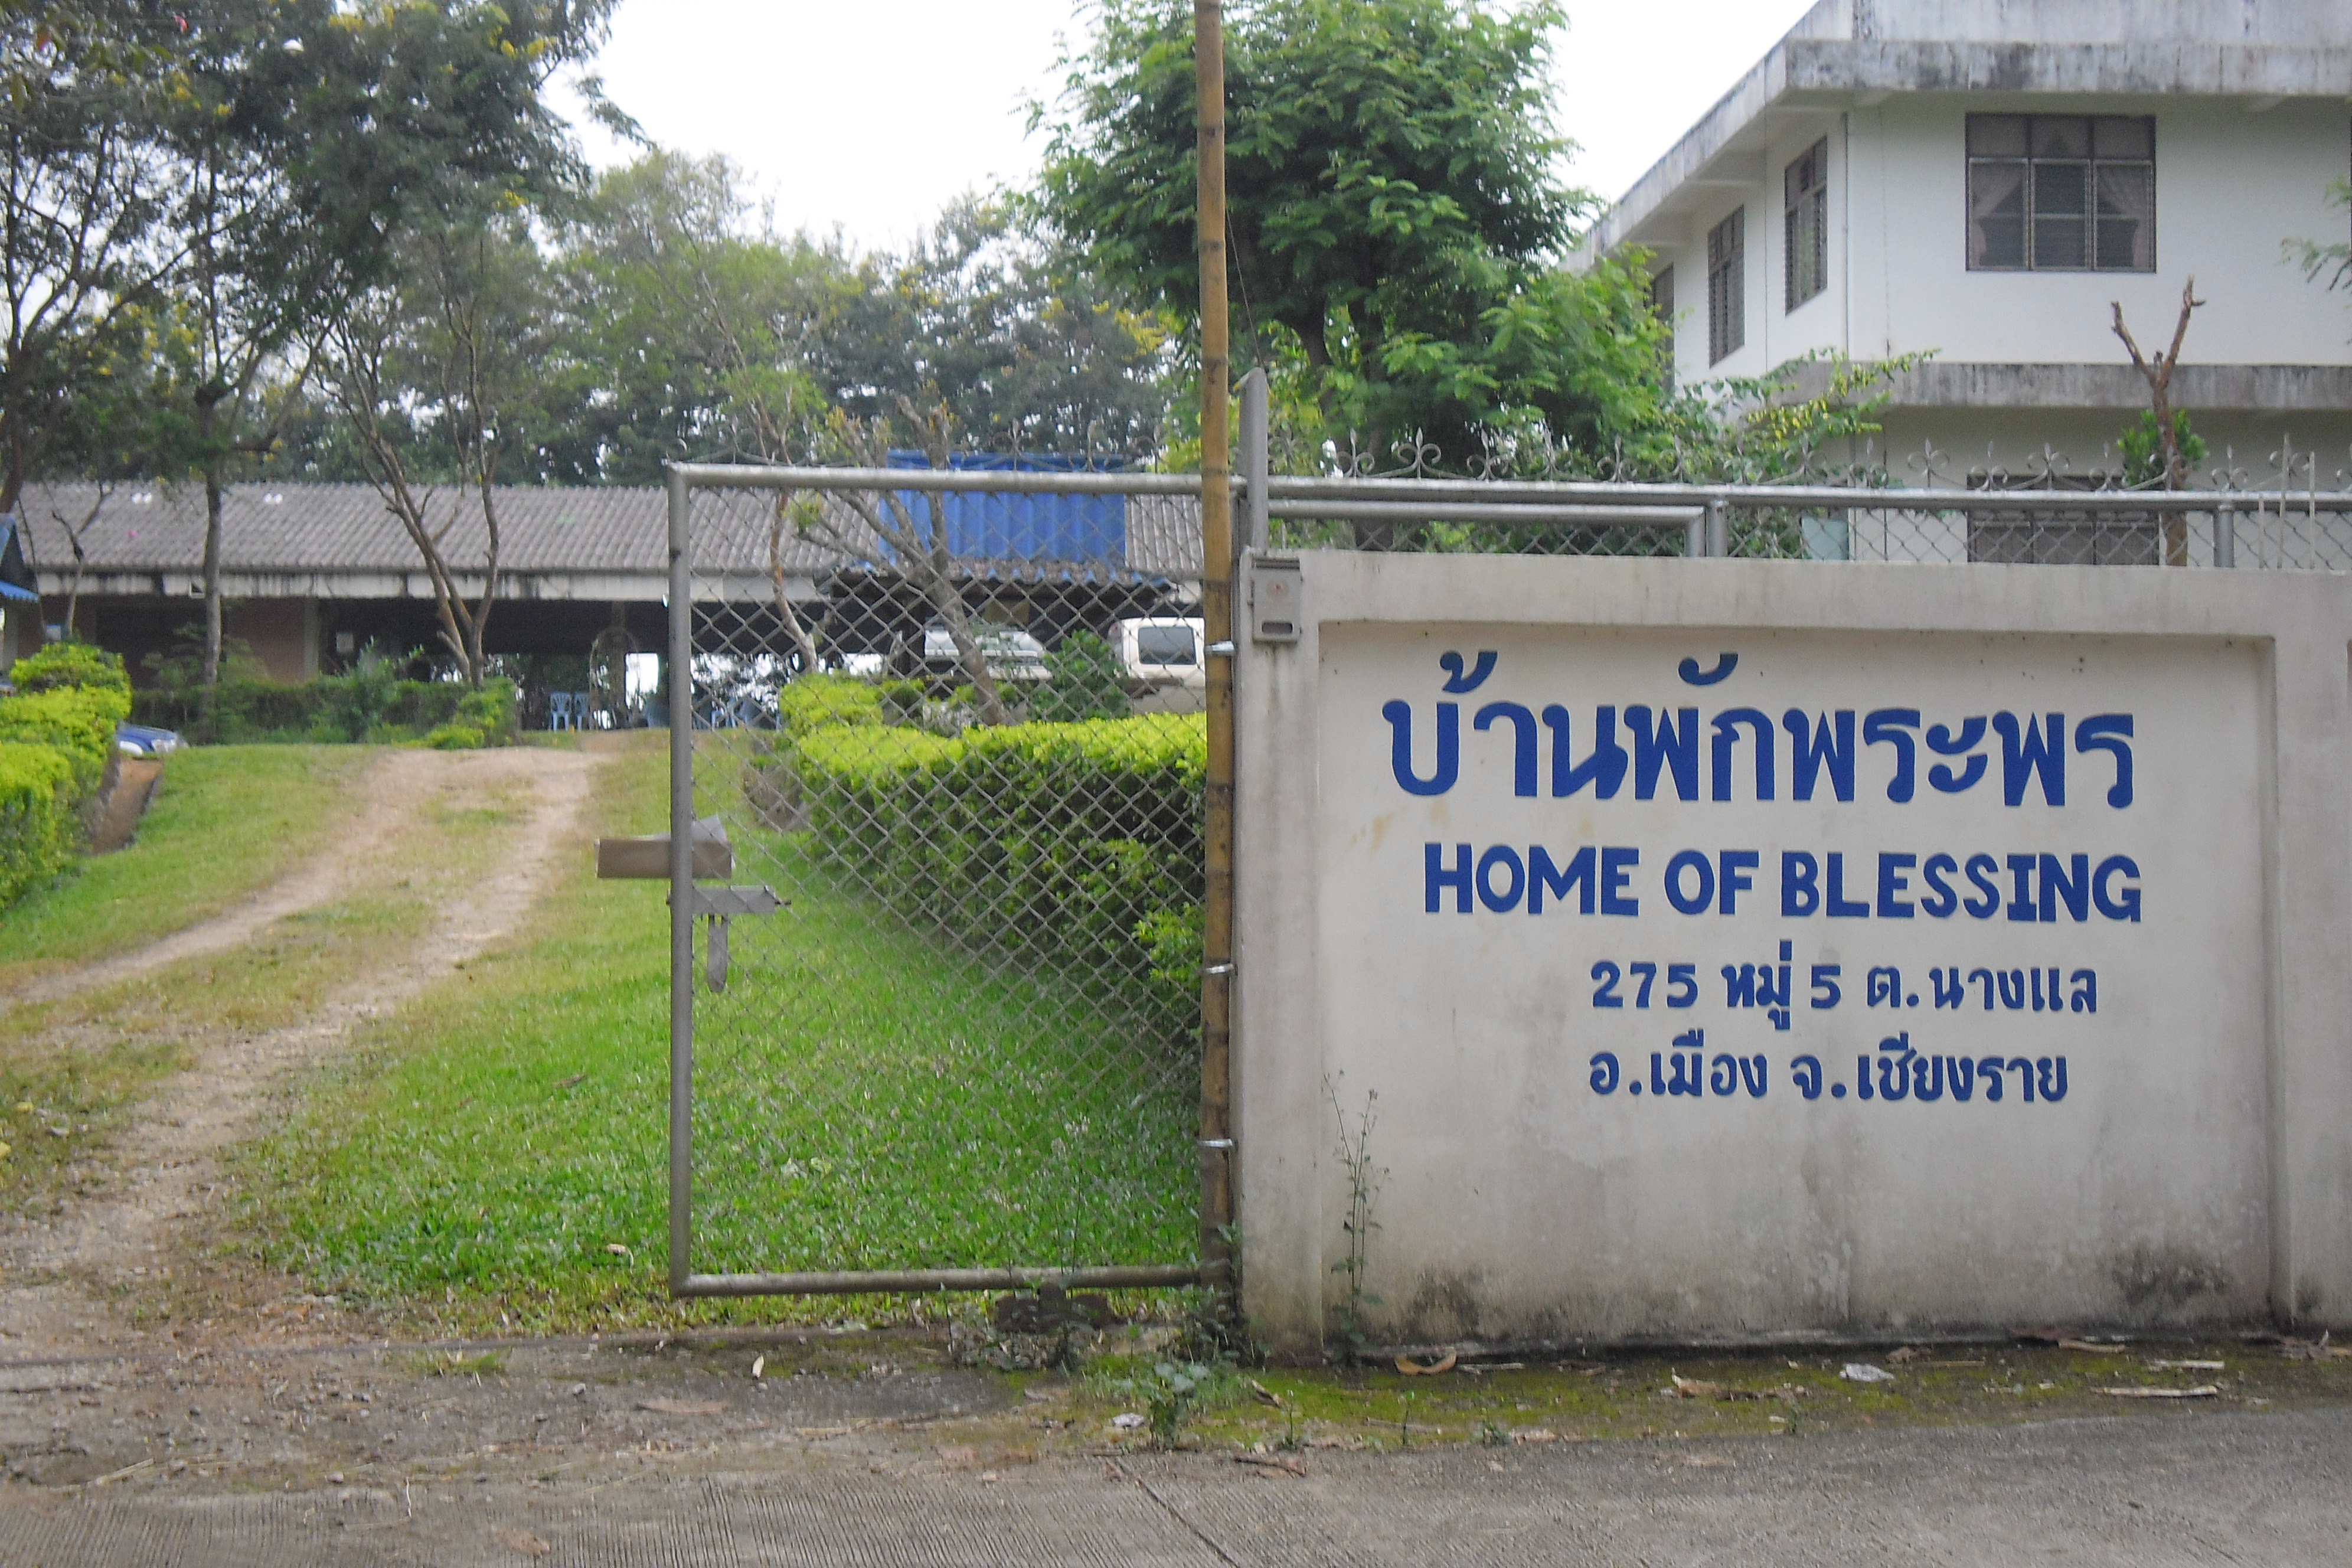 บ้านพักพระพร
HOME OF BLESSING
275 หมู่ 5 ต.นางแล
อ.เมือง จ.เชียงราย